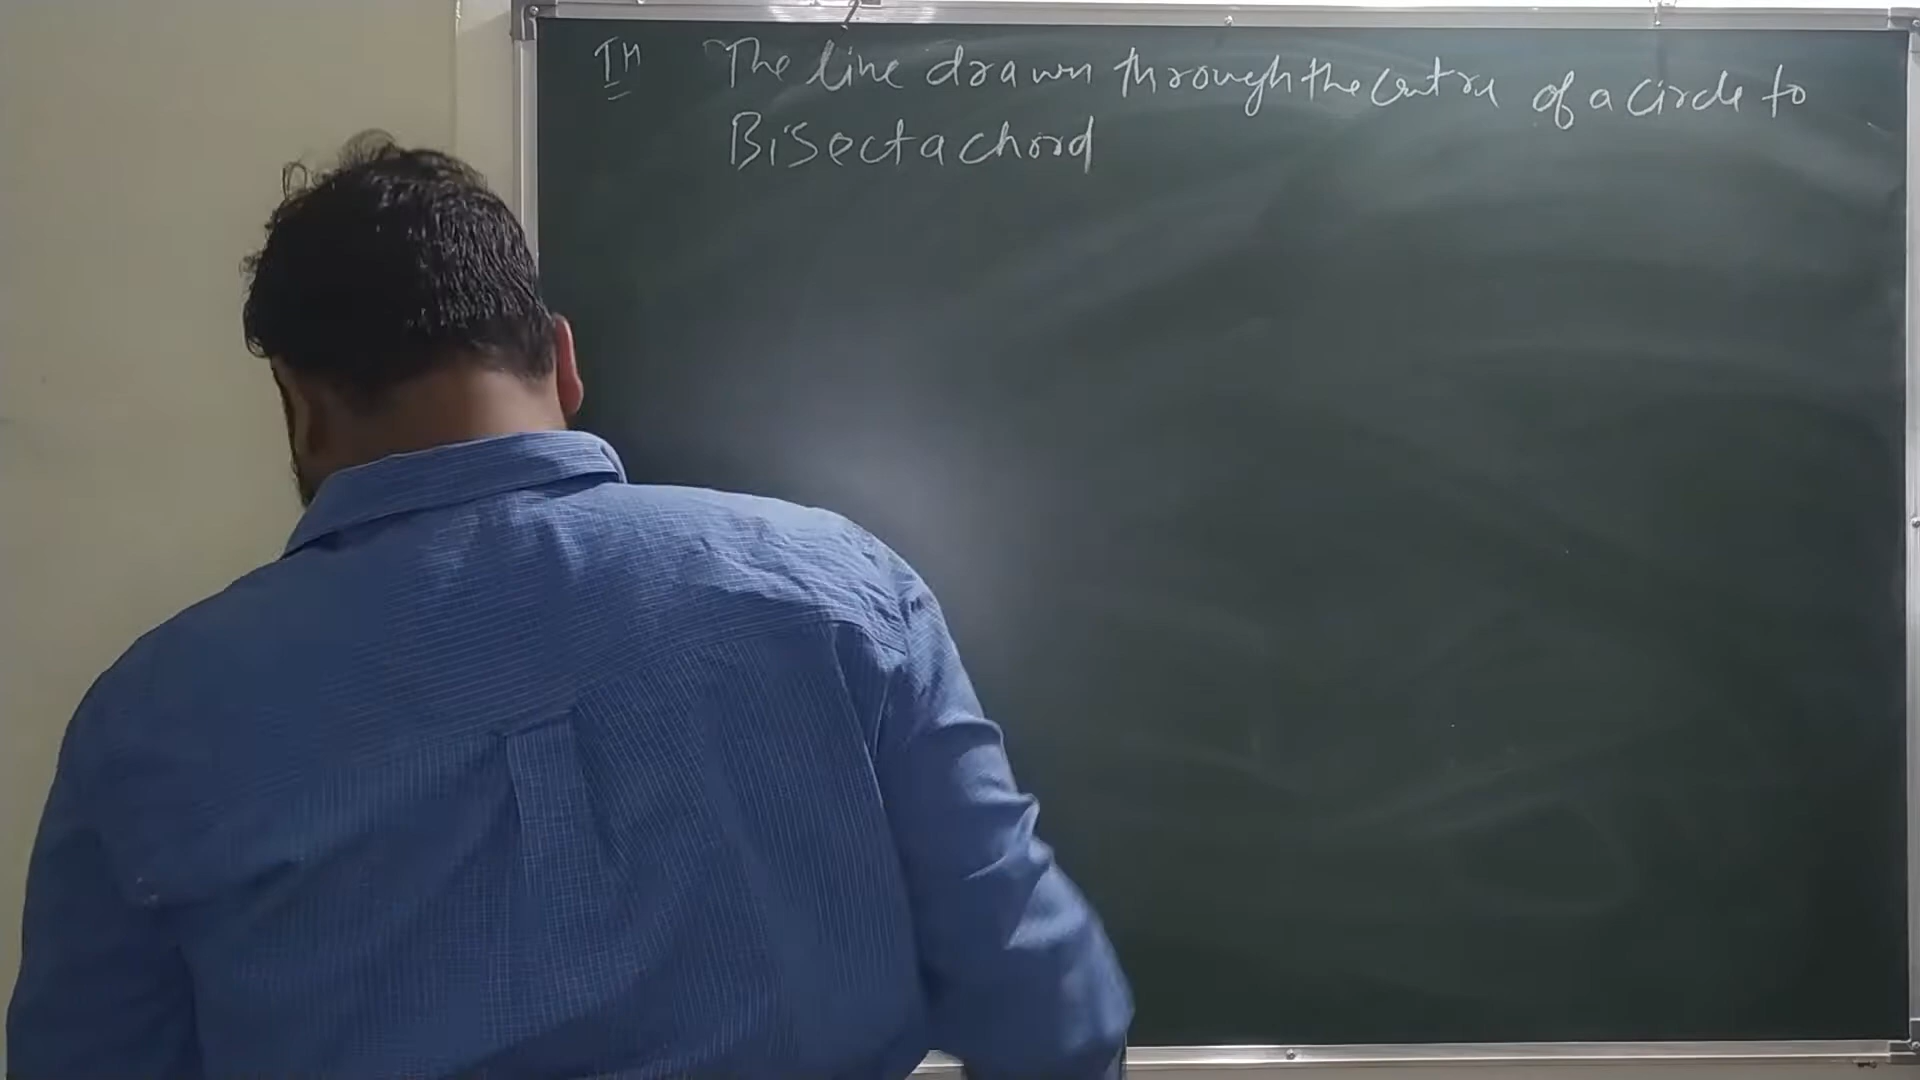 TH The line drawn through the centre of a circle to
Bisect a chord